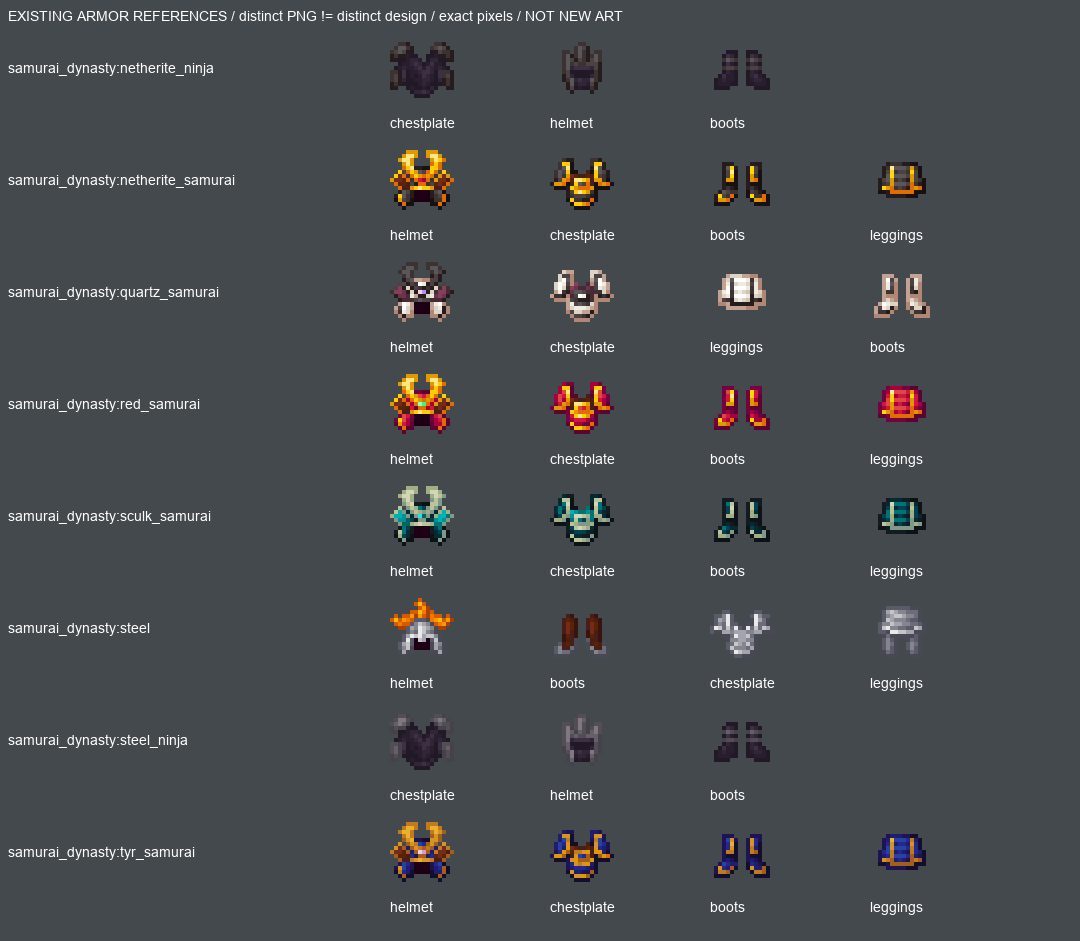 EXISTING ARMOR REFERENCES / distinct PNG != distinct design / exact pixels / NOT NEW ART
samurai_dynasty:netherite_ninja
chestplate helmet boots
samurai_dynasty:netherite_samurai
helmet chestplate boots leggings
samurai_dynasty:quartz_samurai
helmet chestplate leggings boots
samurai_dynasty:red_samurai
helmet chestplate boots leggings
samurai_dynasty:sculk_samurai
helmet chestplate boots leggings
samurai_dynasty:steel
helmet boots chestplate leggings
samurai_dynasty:steel_ninja
chestplate helmet boots
samurai_dynasty:tyr_samurai
helmet chestplate boots leggings